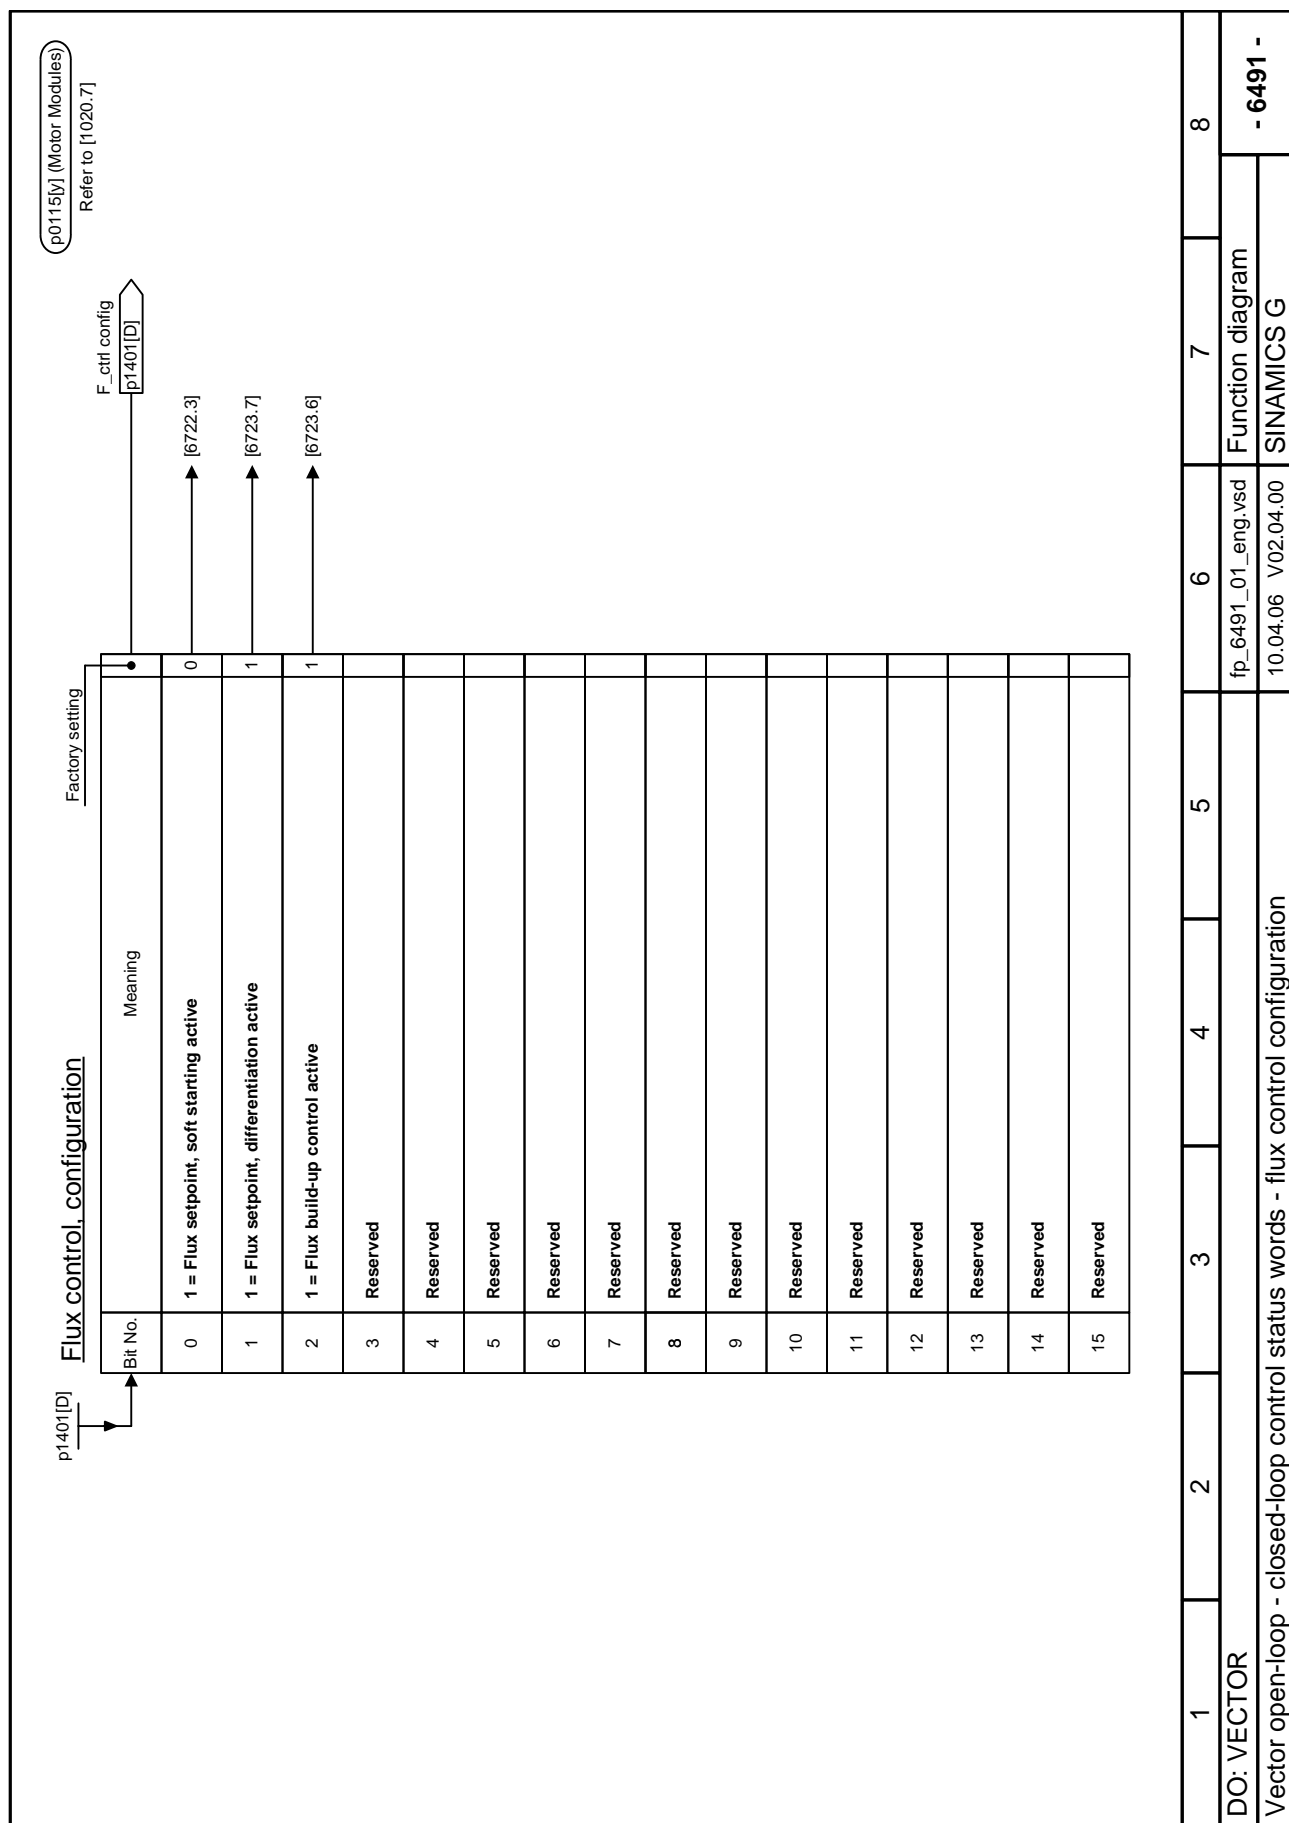 p0115[y] (Motor Modules)
Refer to [1020.7]
Flux control, configuration
p1401[D]
Factory setting
F_ctrl config
p1401[D]
Bit No. Meaning
0 1 = Flux setpoint, soft starting active 0 [6722.3]
1 1 = Flux setpoint, differentiation active 1 [6723.7]
2 1 = Flux build-up control active 1 [6723.6]
3 Reserved
4 Reserved
5 Reserved
6 Reserved
7 Reserved
8 Reserved
9 Reserved
10 Reserved
11 Reserved
12 Reserved
13 Reserved
14 Reserved
15 Reserved
1 2 3 4 5 6 7 8
DO: VECTOR fp_6491_01_eng.vsd Function diagram - 6491 -
Vector open-loop - closed-loop control status words - flux control configuration 10.04.06 V02.04.00 SINAMICS G